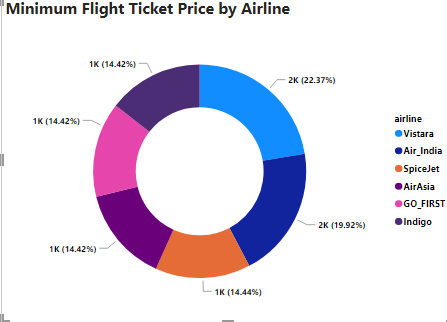 Minimum Flight Ticket Price by Airline
1K (14.42%)
2K (22.37%)
1K (14.42%)
1K (14.42%)
2K (19.92%)
1K (14.44%)
airline
Vistara
Air_India
SpiceJet
AirAsia
GO_FIRST
Indigo